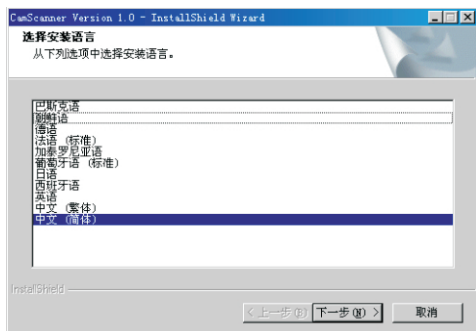 CamScanner Version 1.0 - InstallShield Wizard
选择安装语言
从下列选项中选择安装语言。
巴斯克语
朝鲜语
德语
法语 (标准)
加泰罗尼亚语
葡萄牙语 (标准)
日语
西班牙语
英语
中文 (繁体)
中文 (简体)
InstallShield
< 上一步(B) 下一步(N) > 取消